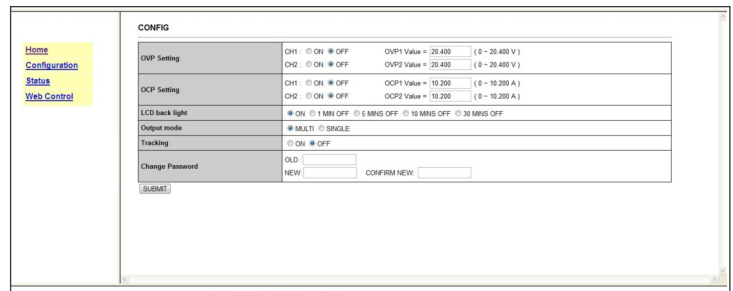 CONFIG
Home
Configuration
Status
Web Control
OVP Setting
CH1 : ON OFF OVP1 Value = 20.400 ( 0 ~ 20.400 V )
CH2 : ON OFF OVP2 Value = 20.400 ( 0 ~ 20.400 V )
OCP Setting
CH1 : ON OFF OCP1 Value = 10.200 ( 0 ~ 10.200 A )
CH2 : ON OFF OCP2 Value = 10.200 ( 0 ~ 10.200 A )
LCD back light ON 1 MIN OFF 5 MINS OFF 10 MINS OFF 30 MINS OFF
Output mode MULTI SINGLE
Tracking ON OFF
Change Password
OLD :
NEW: CONFIRM NEW:
SUBMIT